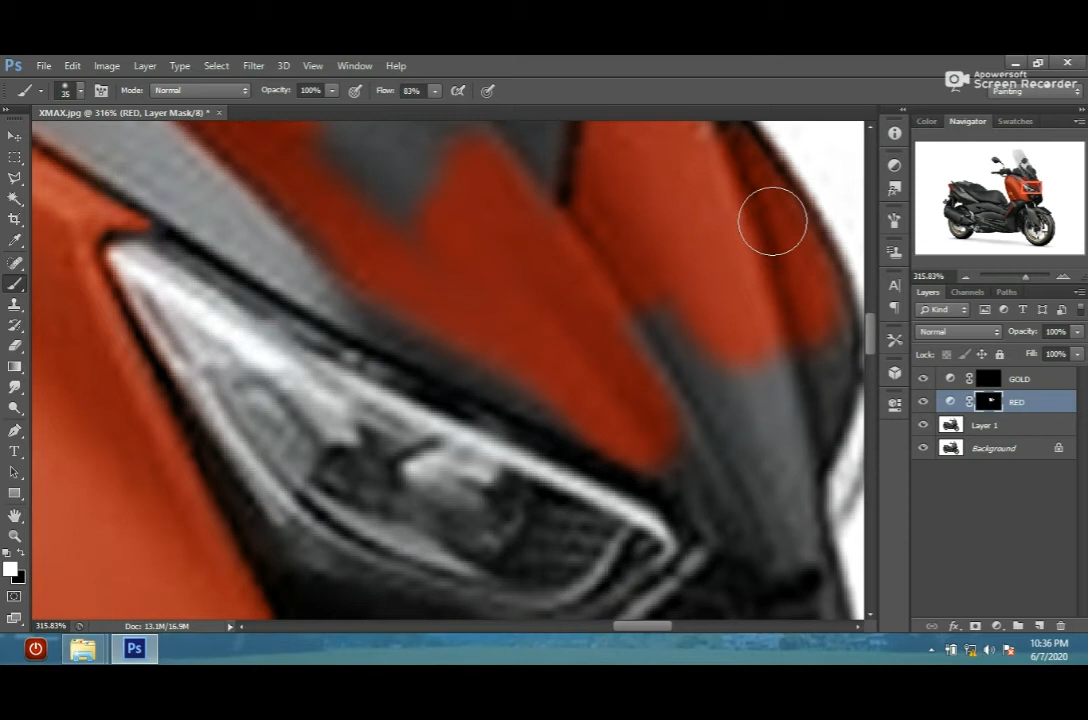 Ps File Edit Image Layer Type Select Filter 3D View Window Help
Apowersoft
Screen Recorder
35 Mode: Normal Opacity: 100% Flow: 83% Painting
XMAX.jpg @ 316% (RED, Layer Mask/8) * ×
Color Navigator Swatches
315.83%
Layers Channels Paths
Kind
Normal Opacity: 100%
Lock: Fill: 100%
GOLD
RED
Layer 1
Background
315.83% Doc: 13.1M/16.9M
Ps
10:36 PM
6/7/2020